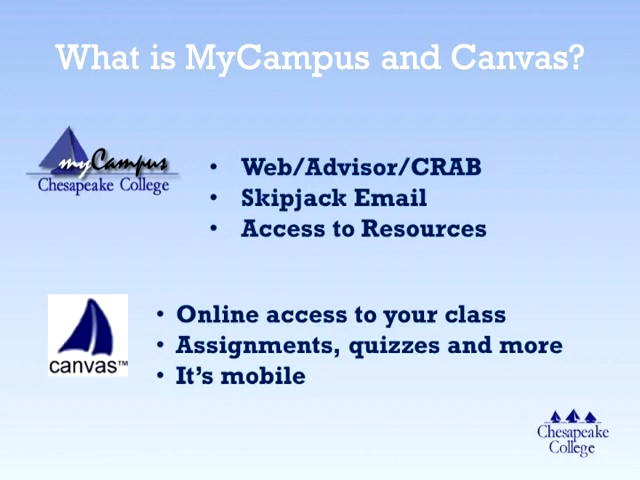 What is MyCampus and Canvas?
myCampus
Chesapeake College
• Web/Advisor/CRAB
• Skipjack Email
• Access to Resources
canvas™
• Online access to your class
• Assignments, quizzes and more
• It's mobile
Chesapeake
College